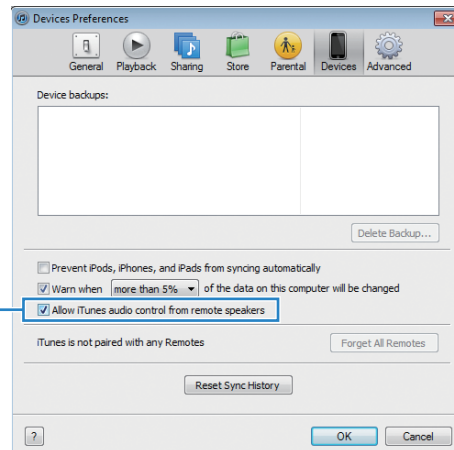 Devices Preferences
General Playback Sharing Store Parental Devices Advanced
Device backups:
Delete Backup...
Prevent iPods, iPhones, and iPads from syncing automatically
Warn when more than 5% of the data on this computer will be changed
Allow iTunes audio control from remote speakers
iTunes is not paired with any Remotes Forget All Remotes
Reset Sync History
? OK Cancel